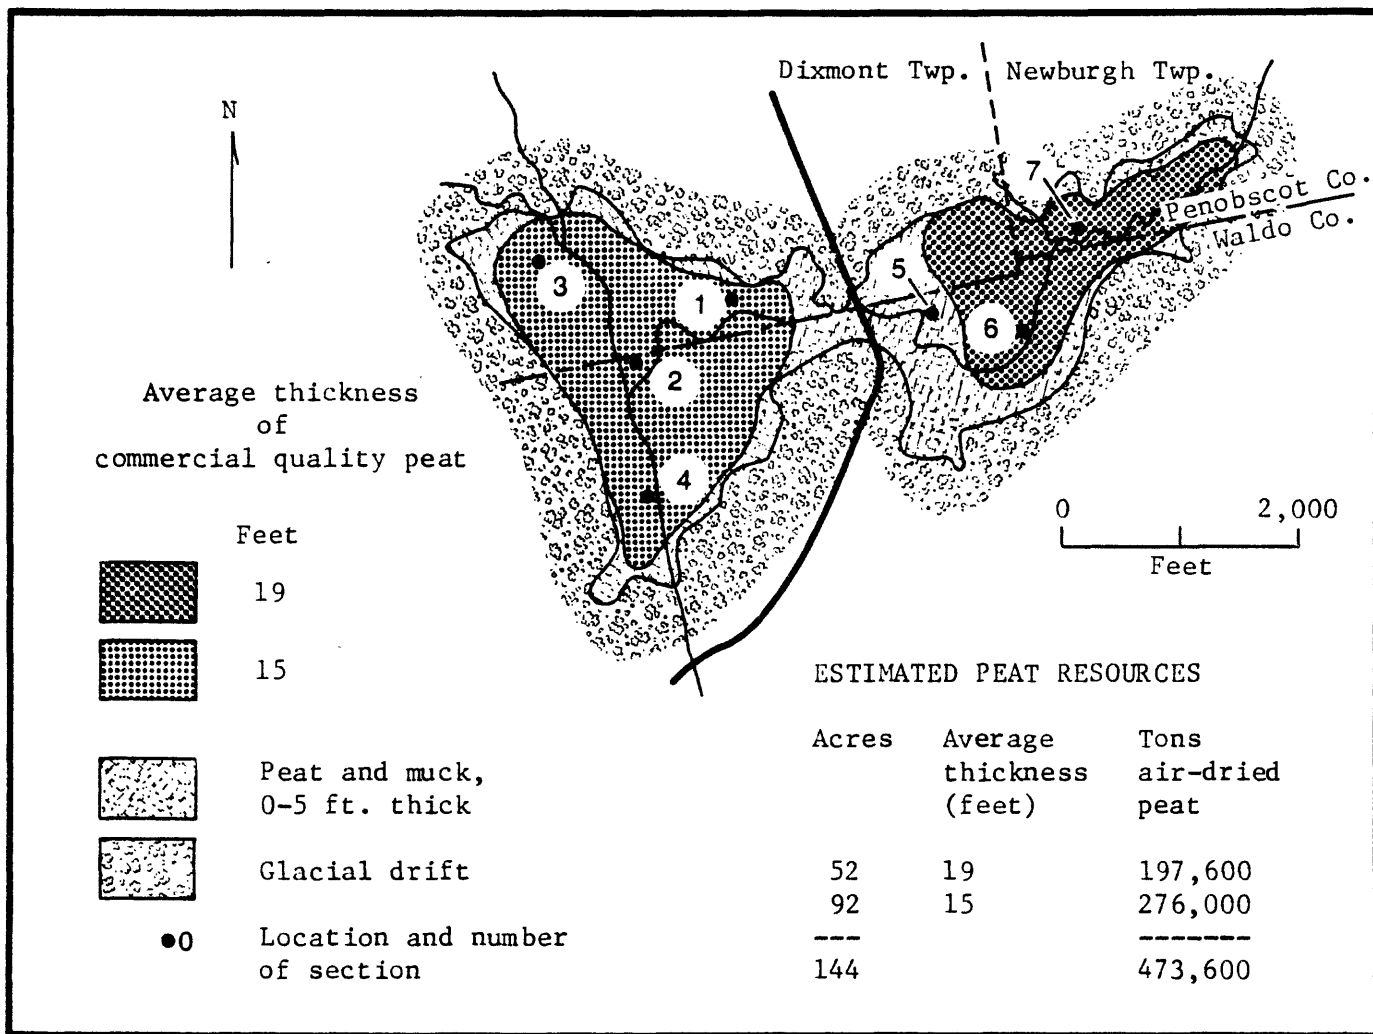 Dixmont Twp. Newburgh Twp.
N
7
Penobscot Co.
Waldo Co.
5
3
1
6
2
4
Average thickness
of
commercial quality peat
Feet
19
15
Peat and muck,
0-5 ft. thick
Glacial drift
●0 Location and number
of section
0 2,000
Feet
ESTIMATED PEAT RESOURCES
Acres Average Tons
thickness air-dried
(feet) peat
52 19 197,600
92 15 276,000
--- -------
144 473,600